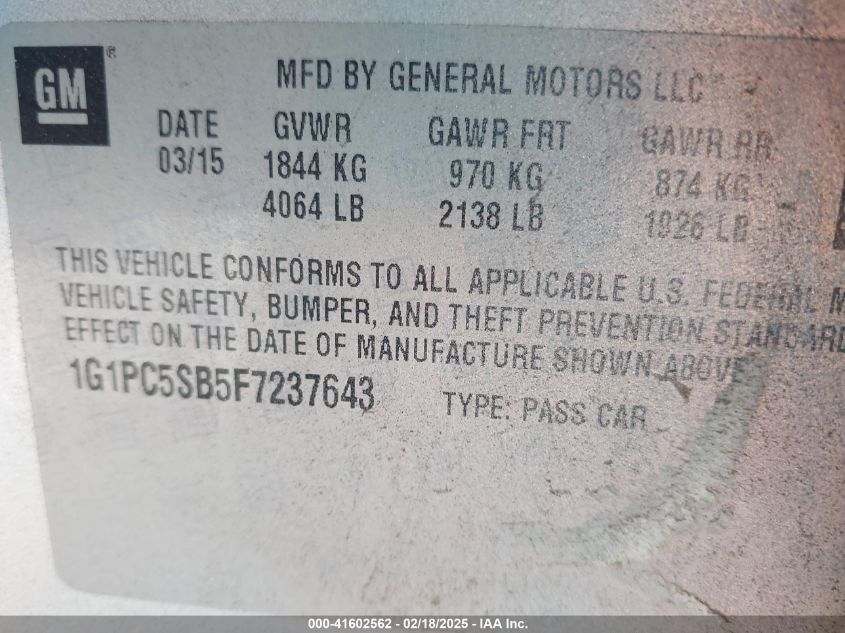 GM
MFD BY GENERAL MOTORS LLC
DATE GVWR GAWR FRT GAWR RR
03/15 1844 KG 970 KG 874 KG
4064 LB 2138 LB 1926 LB
THIS VEHICLE CONFORMS TO ALL APPLICABLE U.S. FEDERAL M
VEHICLE SAFETY, BUMPER, AND THEFT PREVENTION STANDARD
EFFECT ON THE DATE OF MANUFACTURE SHOWN ABOVE
1G1PC5SB5F7237643 TYPE: PASS CAR
000-41602562 - 02/18/2025 - IAA Inc.